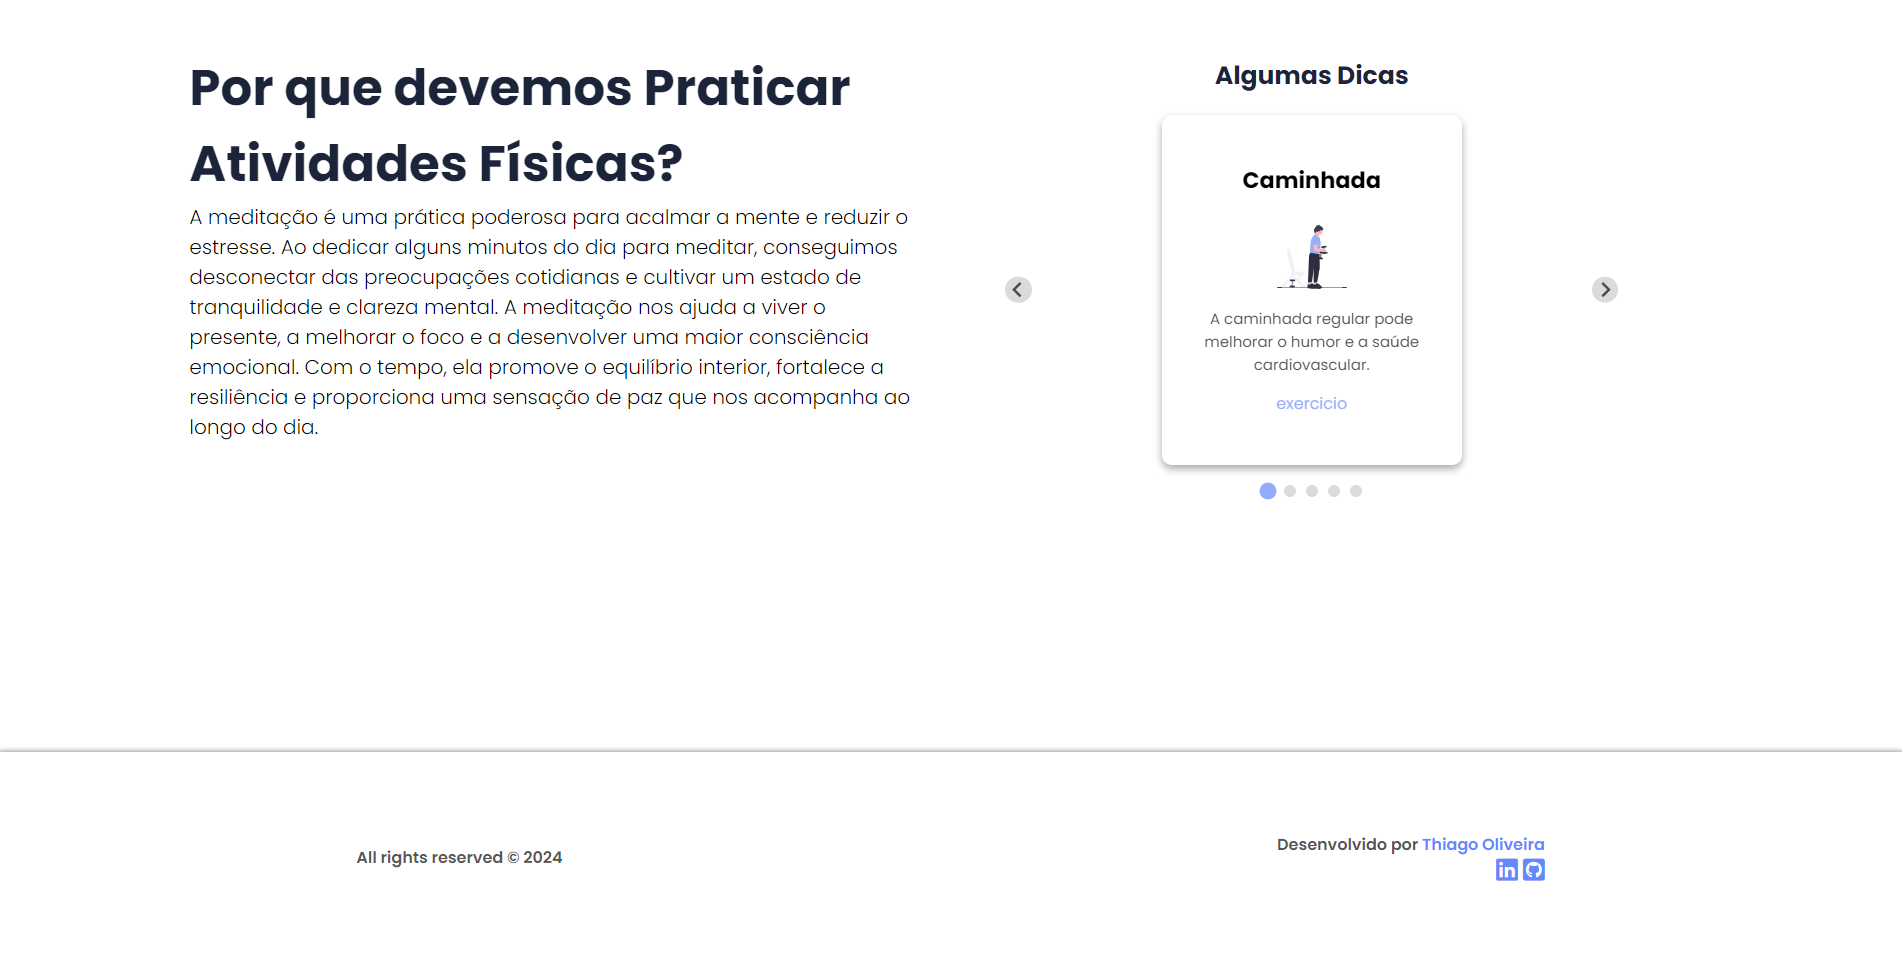 Por que devemos Praticar
Atividades Físicas?
A meditação é uma prática poderosa para acalmar a mente e reduzir o
estresse. Ao dedicar alguns minutos do dia para meditar, conseguimos
desconectar das preocupações cotidianas e cultivar um estado de
tranquilidade e clareza mental. A meditação nos ajuda a viver o
presente, a melhorar o foco e a desenvolver uma maior consciência
emocional. Com o tempo, ela promove o equilíbrio interior, fortalece a
resiliência e proporciona uma sensação de paz que nos acompanha ao
longo do dia.
Algumas Dicas
Caminhada
A caminhada regular pode
melhorar o humor e a saúde
cardiovascular.
exercicio
All rights reserved © 2024
Desenvolvido por Thiago Oliveira
in